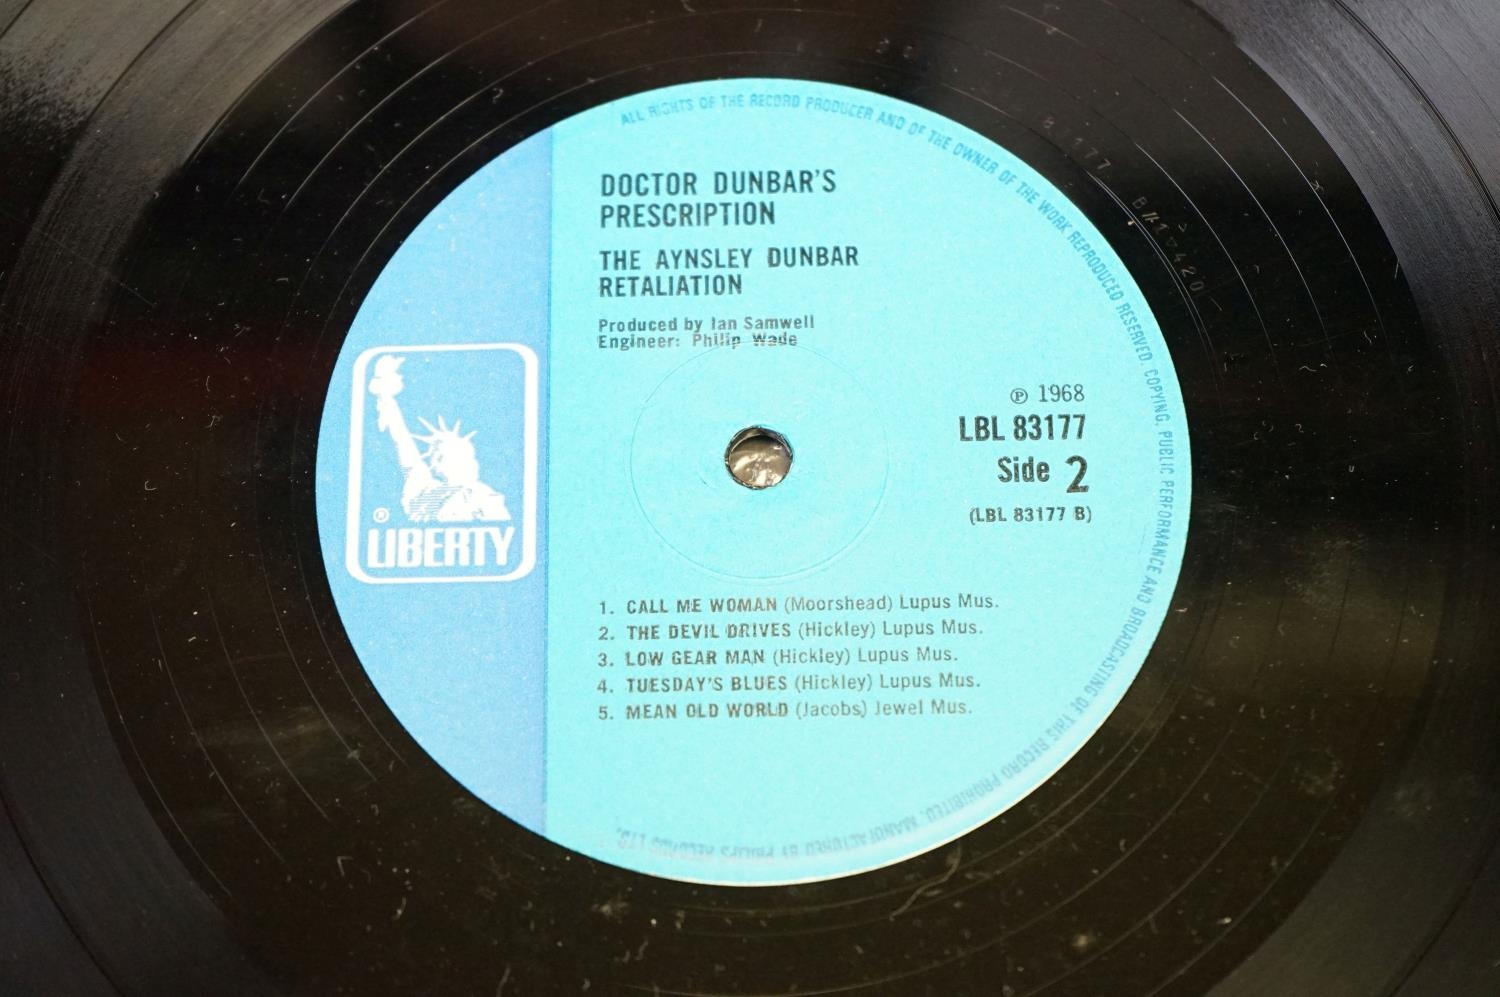 ALL RIGHTS OF THE RECORD PRODUCER AND OF THE OWNER OF THE WORK REPRODUCED RESERVED. COPYING, PUBLIC PERFORMANCE AND BROADCASTING OF THIS RECORD PROHIBITED. MANUFACTURED BY PHILIPS RECORDS LTD.
DOCTOR DUNBAR'S
PRESCRIPTION
THE AYNSLEY DUNBAR
RETALIATION
Produced by Ian Samwell
Engineer: Philip Wade
℗ 1968
LBL 83177
Side 2
(LBL 83177 B)
® LIBERTY
1. CALL ME WOMAN (Moorshead) Lupus Mus.
2. THE DEVIL DRIVES (Hickley) Lupus Mus.
3. LOW GEAR MAN (Hickley) Lupus Mus.
4. TUESDAY'S BLUES (Hickley) Lupus Mus.
5. MEAN OLD WORLD (Jacobs) Jewel Mus.